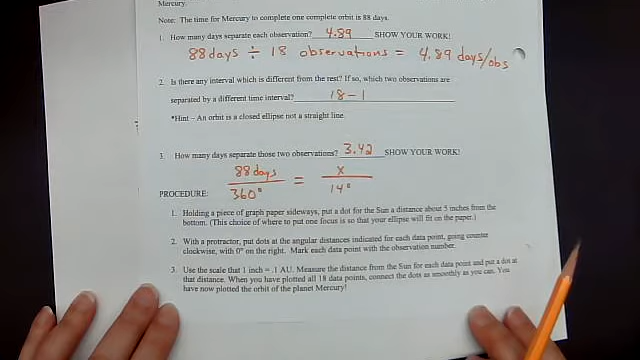 Mercury.
Note: The time for Mercury to complete one complete orbit is 88 days.
1. How many days separate each observation? 4.89 SHOW YOUR WORK!
88 days ÷ 18 observations = 4.89 days/obs
2. Is there any interval which is different from the rest? If so, which two observations are
separated by a different time interval? 18-1
*Hint – An orbit is a closed ellipse not a straight line.
3. How many days separate those two observations? 3.42 SHOW YOUR WORK!
88 days / 360° = x / 14°
PROCEDURE:
1. Holding a piece of graph paper sideways, put a dot for the Sun a distance about 5 inches from the
bottom. (This choice of where to put one focus is so that your ellipse will fit on the paper.)
2. With a protractor, put dots at the angular distances indicated for each data point, going counter
clockwise, with 0° on the right. Mark each data point with the observation number.
3. Use the scale that 1 inch = .1 AU. Measure the distance from the Sun for each data point and put a dot at
that distance. When you have plotted all 18 data points, connect the dots as smoothly as you can. You
have now plotted the orbit of the planet Mercury!